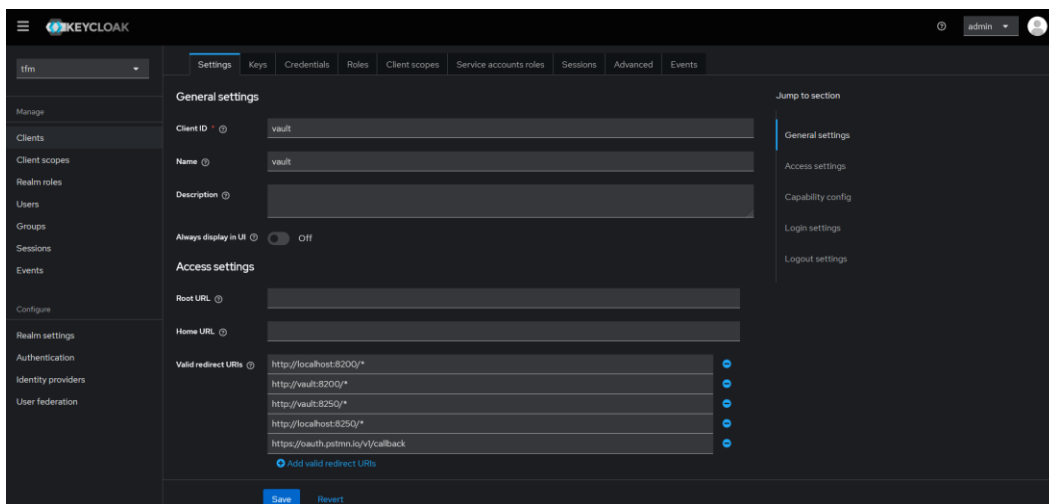 KEYCLOAK
admin
tfm
Manage
Clients
Client scopes
Realm roles
Users
Groups
Sessions
Events
Configure
Realm settings
Authentication
Identity providers
User federation
Settings Keys Credentials Roles Client scopes Service accounts roles Sessions Advanced Events
General settings
Client ID * vault
Name vault
Description
Always display in UI Off
Access settings
Root URL
Home URL
Valid redirect URIs http://localhost:8200/*
http://vault:8200/*
http://vault:8250/*
http://localhost:8250/*
https://oauth.pstmn.io/v1/callback
Add valid redirect URIs
Save Revert
Jump to section
General settings
Access settings
Capability config
Login settings
Logout settings